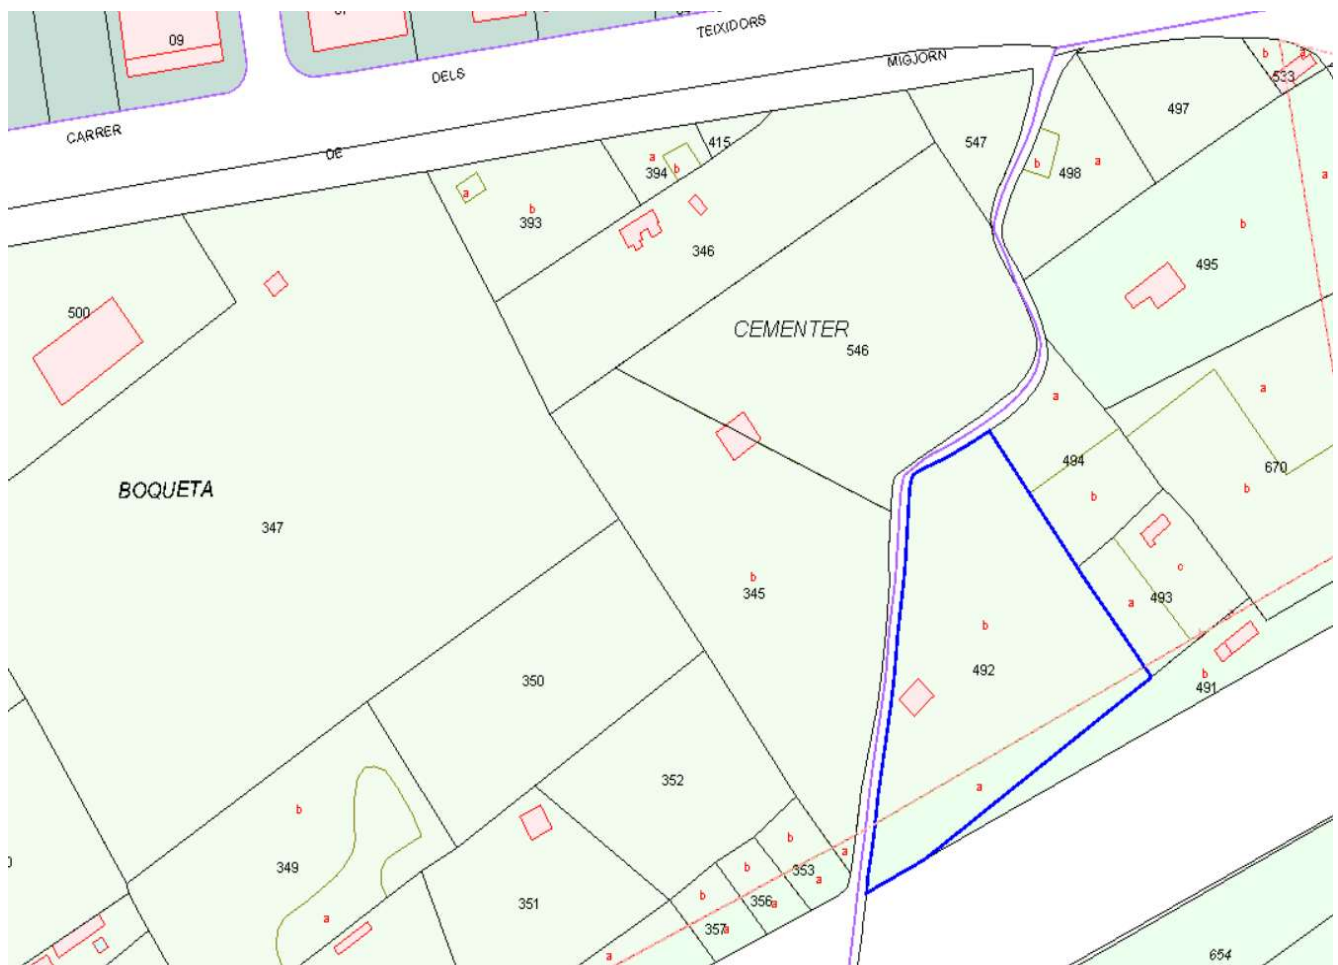 09
TEIXIDORS
DELS
MIGJORN
CARRER
DE
b
a
533
497
547
415
a
394
b
b
498
a
a
a
b
393
b
346
b
495
500
CEMENTER
546
a
a
BOQUETA
347
494
b
670
b
b
345
c
a
493
b
492
350
b
491
352
a
b
349
b
353
a
b
a
b
356
a
a
351
357
a
a
654